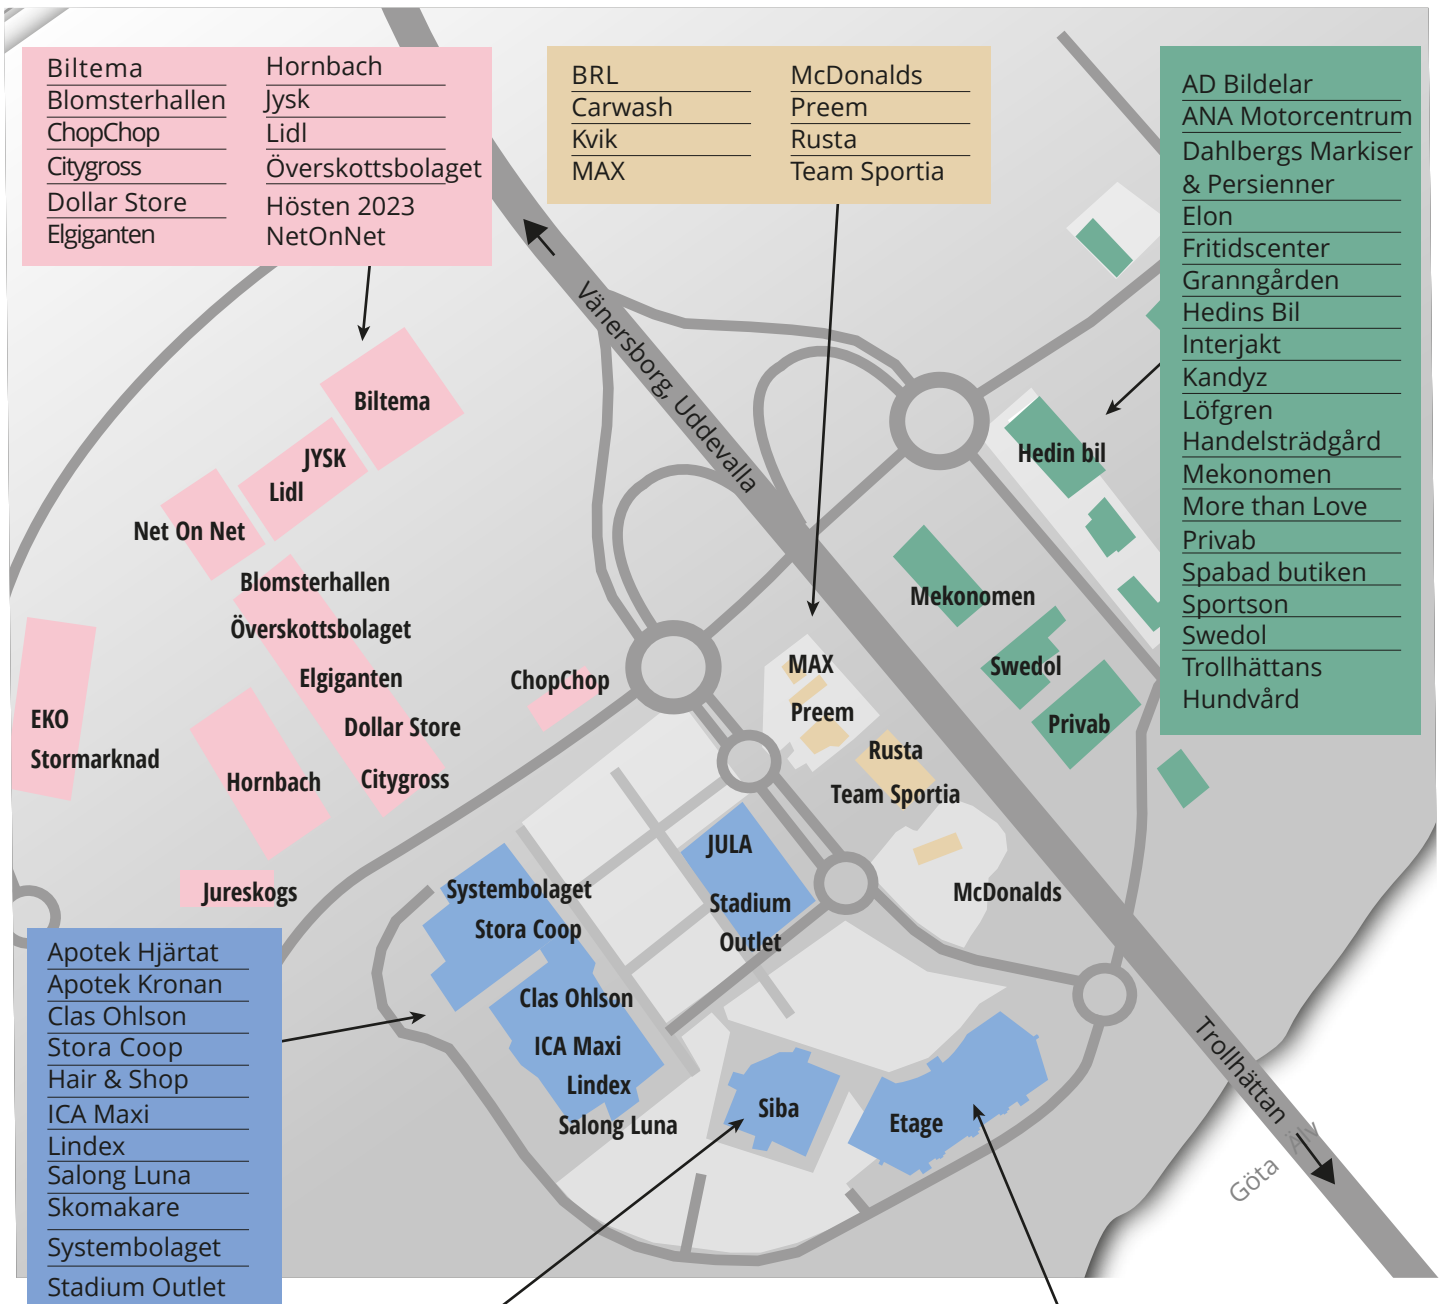 Biltema
Blomsterhallen
ChopChop
Citygross
Dollar Store
Elgiganten
Hornbach
Jysk
Lidl
Överskottsbolaget
Hösten 2023
NetOnNet
BRL
Carwash
Kvik
MAX
McDonalds
Preem
Rusta
Team Sportia
AD Bildelar
ANA Motorcentrum
Dahlbergs Markiser
& Persienner
Elon
Fritidscenter
Granngården
Hedins Bil
Interjakt
Kandyz
Löfgren
Handelsträdgård
Mekonomen
More than Love
Privab
Spabad butiken
Sportson
Swedol
Trollhättans
Hundvård
Vänersborg, Uddevalla
Biltema
JYSK
Lidl
Net On Net
Blomsterhallen
Överskottsbolaget
Elgiganten
Dollar Store
Citygross
ChopChop
EKO
Stormarknad
Hornbach
Jureskogs
Hedin bil
Mekonomen
Swedol
Privab
MAX
Preem
Rusta
Team Sportia
McDonalds
JULA
Stadium
Outlet
Systembolaget
Stora Coop
Clas Ohlson
ICA Maxi
Lindex
Salong Luna
Siba
Etage
Trollhättan
Göta Älv
Apotek Hjärtat
Apotek Kronan
Clas Ohlson
Stora Coop
Hair & Shop
ICA Maxi
Lindex
Salong Luna
Skomakare
Systembolaget
Stadium Outlet